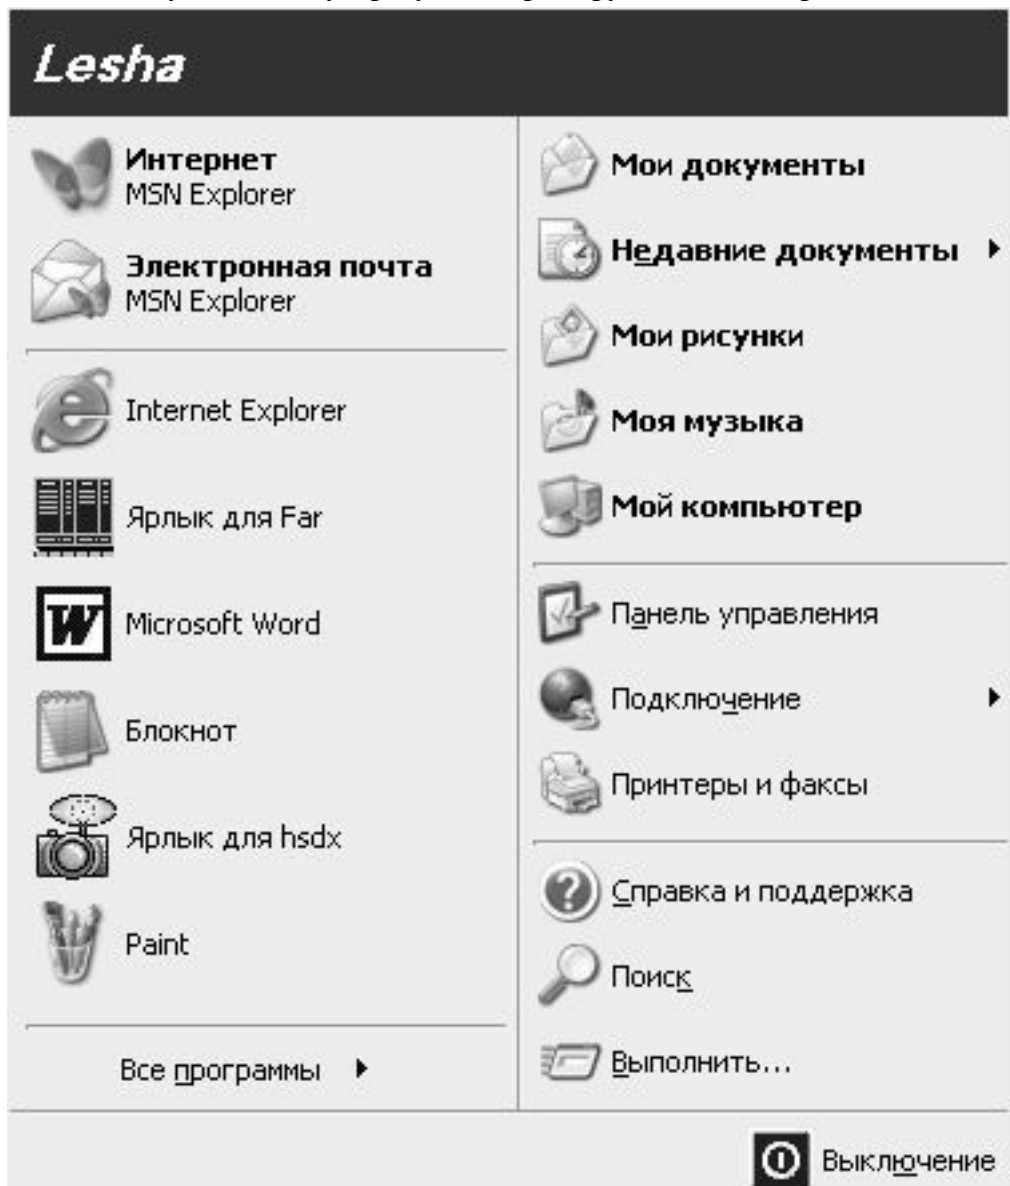 Lesha
Интернет
MSN Explorer
Электронная почта
MSN Explorer
Internet Explorer
Ярлык для Far
Microsoft Word
Блокнот
Ярлык для hsdx
Paint
Все программы
Мои документы
Недавние документы
Мои рисунки
Моя музыка
Мой компьютер
Панель управления
Подключение
Принтеры и факсы
Справка и поддержка
Поиск
Выполнить...
Выключение